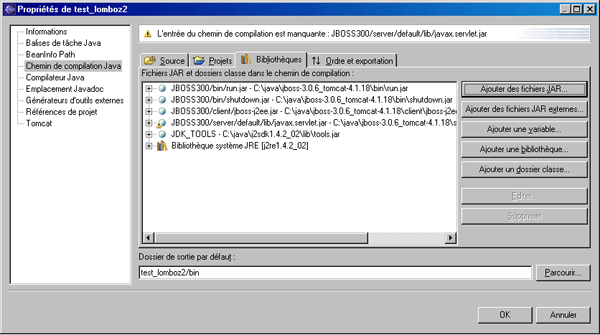 Propriétés de test_lomboz2
Informations
Balises de tâche Java
BeanInfo Path
Chemin de compilation Java
Compilateur Java
Emplacement Javadoc
Générateurs d'outils externes
Références de projet
Tomcat
L'entrée du chemin de compilation est manquante : JBOSS300/server/default/lib/javax.servlet.jar
Source Projets Bibliothèques Ordre et exportation
Fichiers JAR et dossiers classe dans le chemin de compilation :
JBOSS300/bin/run.jar - C:\java\jboss-3.0.6_tomcat-4.1.18\bin\run.jar
JBOSS300/bin/shutdown.jar - C:\java\jboss-3.0.6_tomcat-4.1.18\bin\shutdown.jar
JBOSS300/client/jboss-j2ee.jar - C:\java\jboss-3.0.6_tomcat-4.1.18\client\jboss-j2ee
JBOSS300/server/default/lib/javax.servlet.jar - C:\java\jboss-3.0.6_tomcat-4.1.18\s
JDK_TOOLS - C:\java\j2sdk1.4.2_02\lib\tools.jar
Bibliothèque système JRE [j2re1.4.2_02]
Ajouter des fichiers JAR...
Ajouter des fichiers JAR externes...
Ajouter une variable...
Ajouter une bibliothèque...
Ajouter un dossier classe...
Editer...
Supprimer
Dossier de sortie par défaut :
test_lomboz2/bin
Parcourir...
OK
Annuler